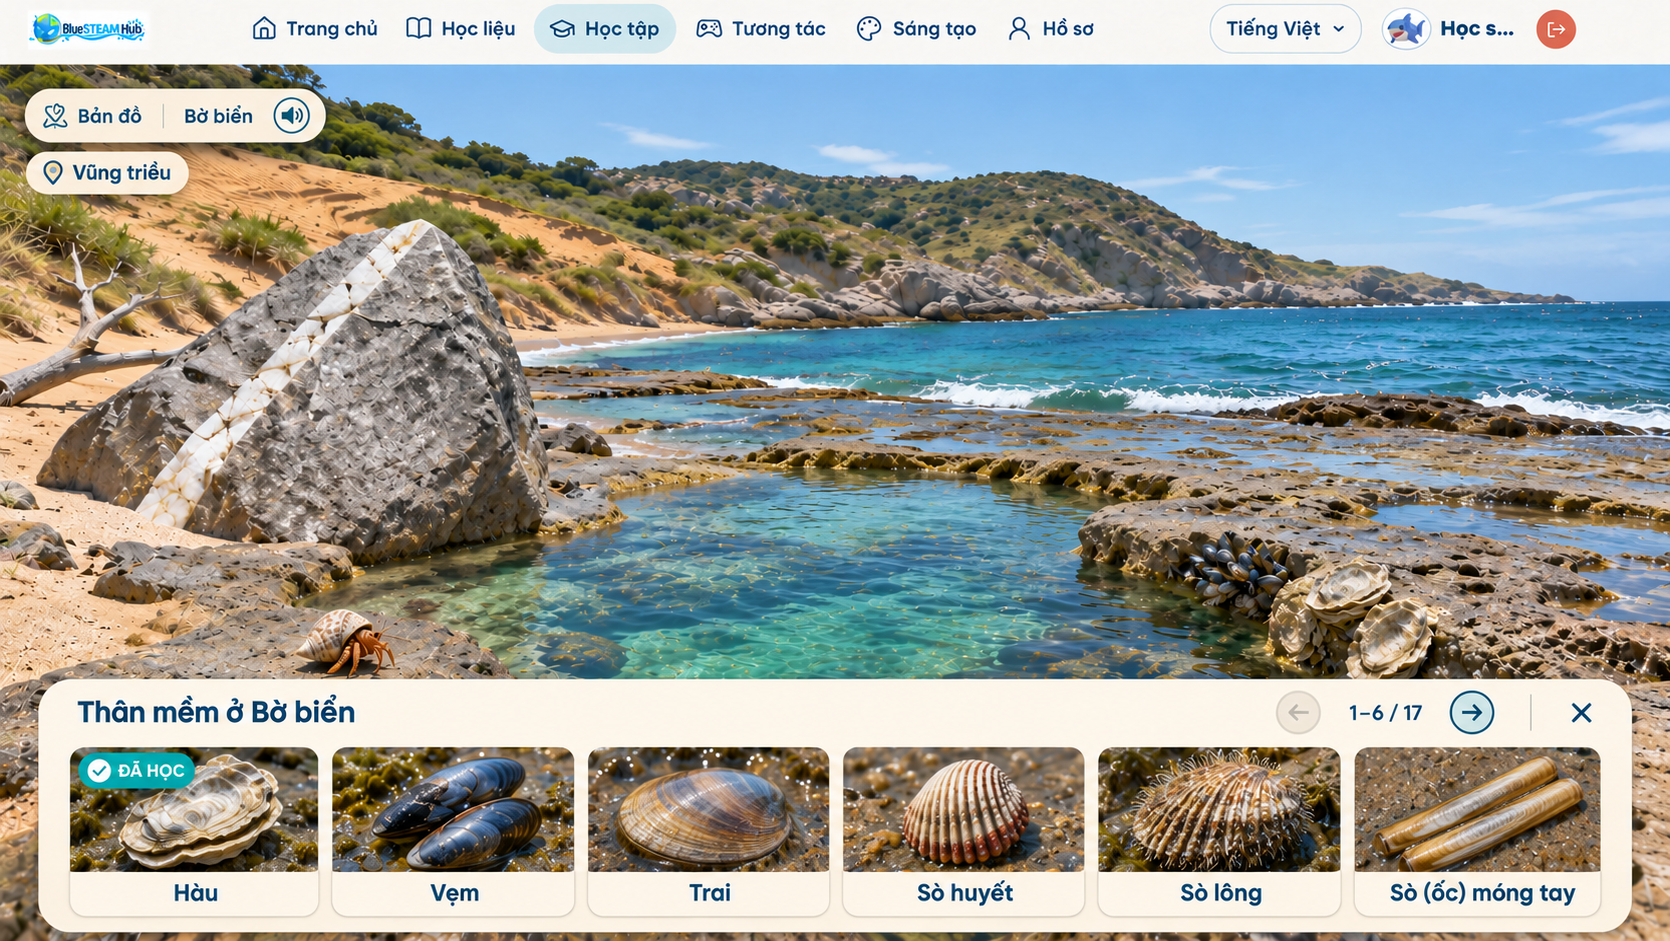 BlueSTEAM Hub
Trang chủ
Học liệu
Học tập
Tương tác
Sáng tạo
Hồ sơ
Tiếng Việt
Học s...
Bản đồ
Bờ biển
Vũng triều
Thân mềm ở Bờ biển
1–6 / 17
ĐÃ HỌC
Hàu
Vẹm
Trai
Sò huyết
Sò lông
Sò (ốc) móng tay